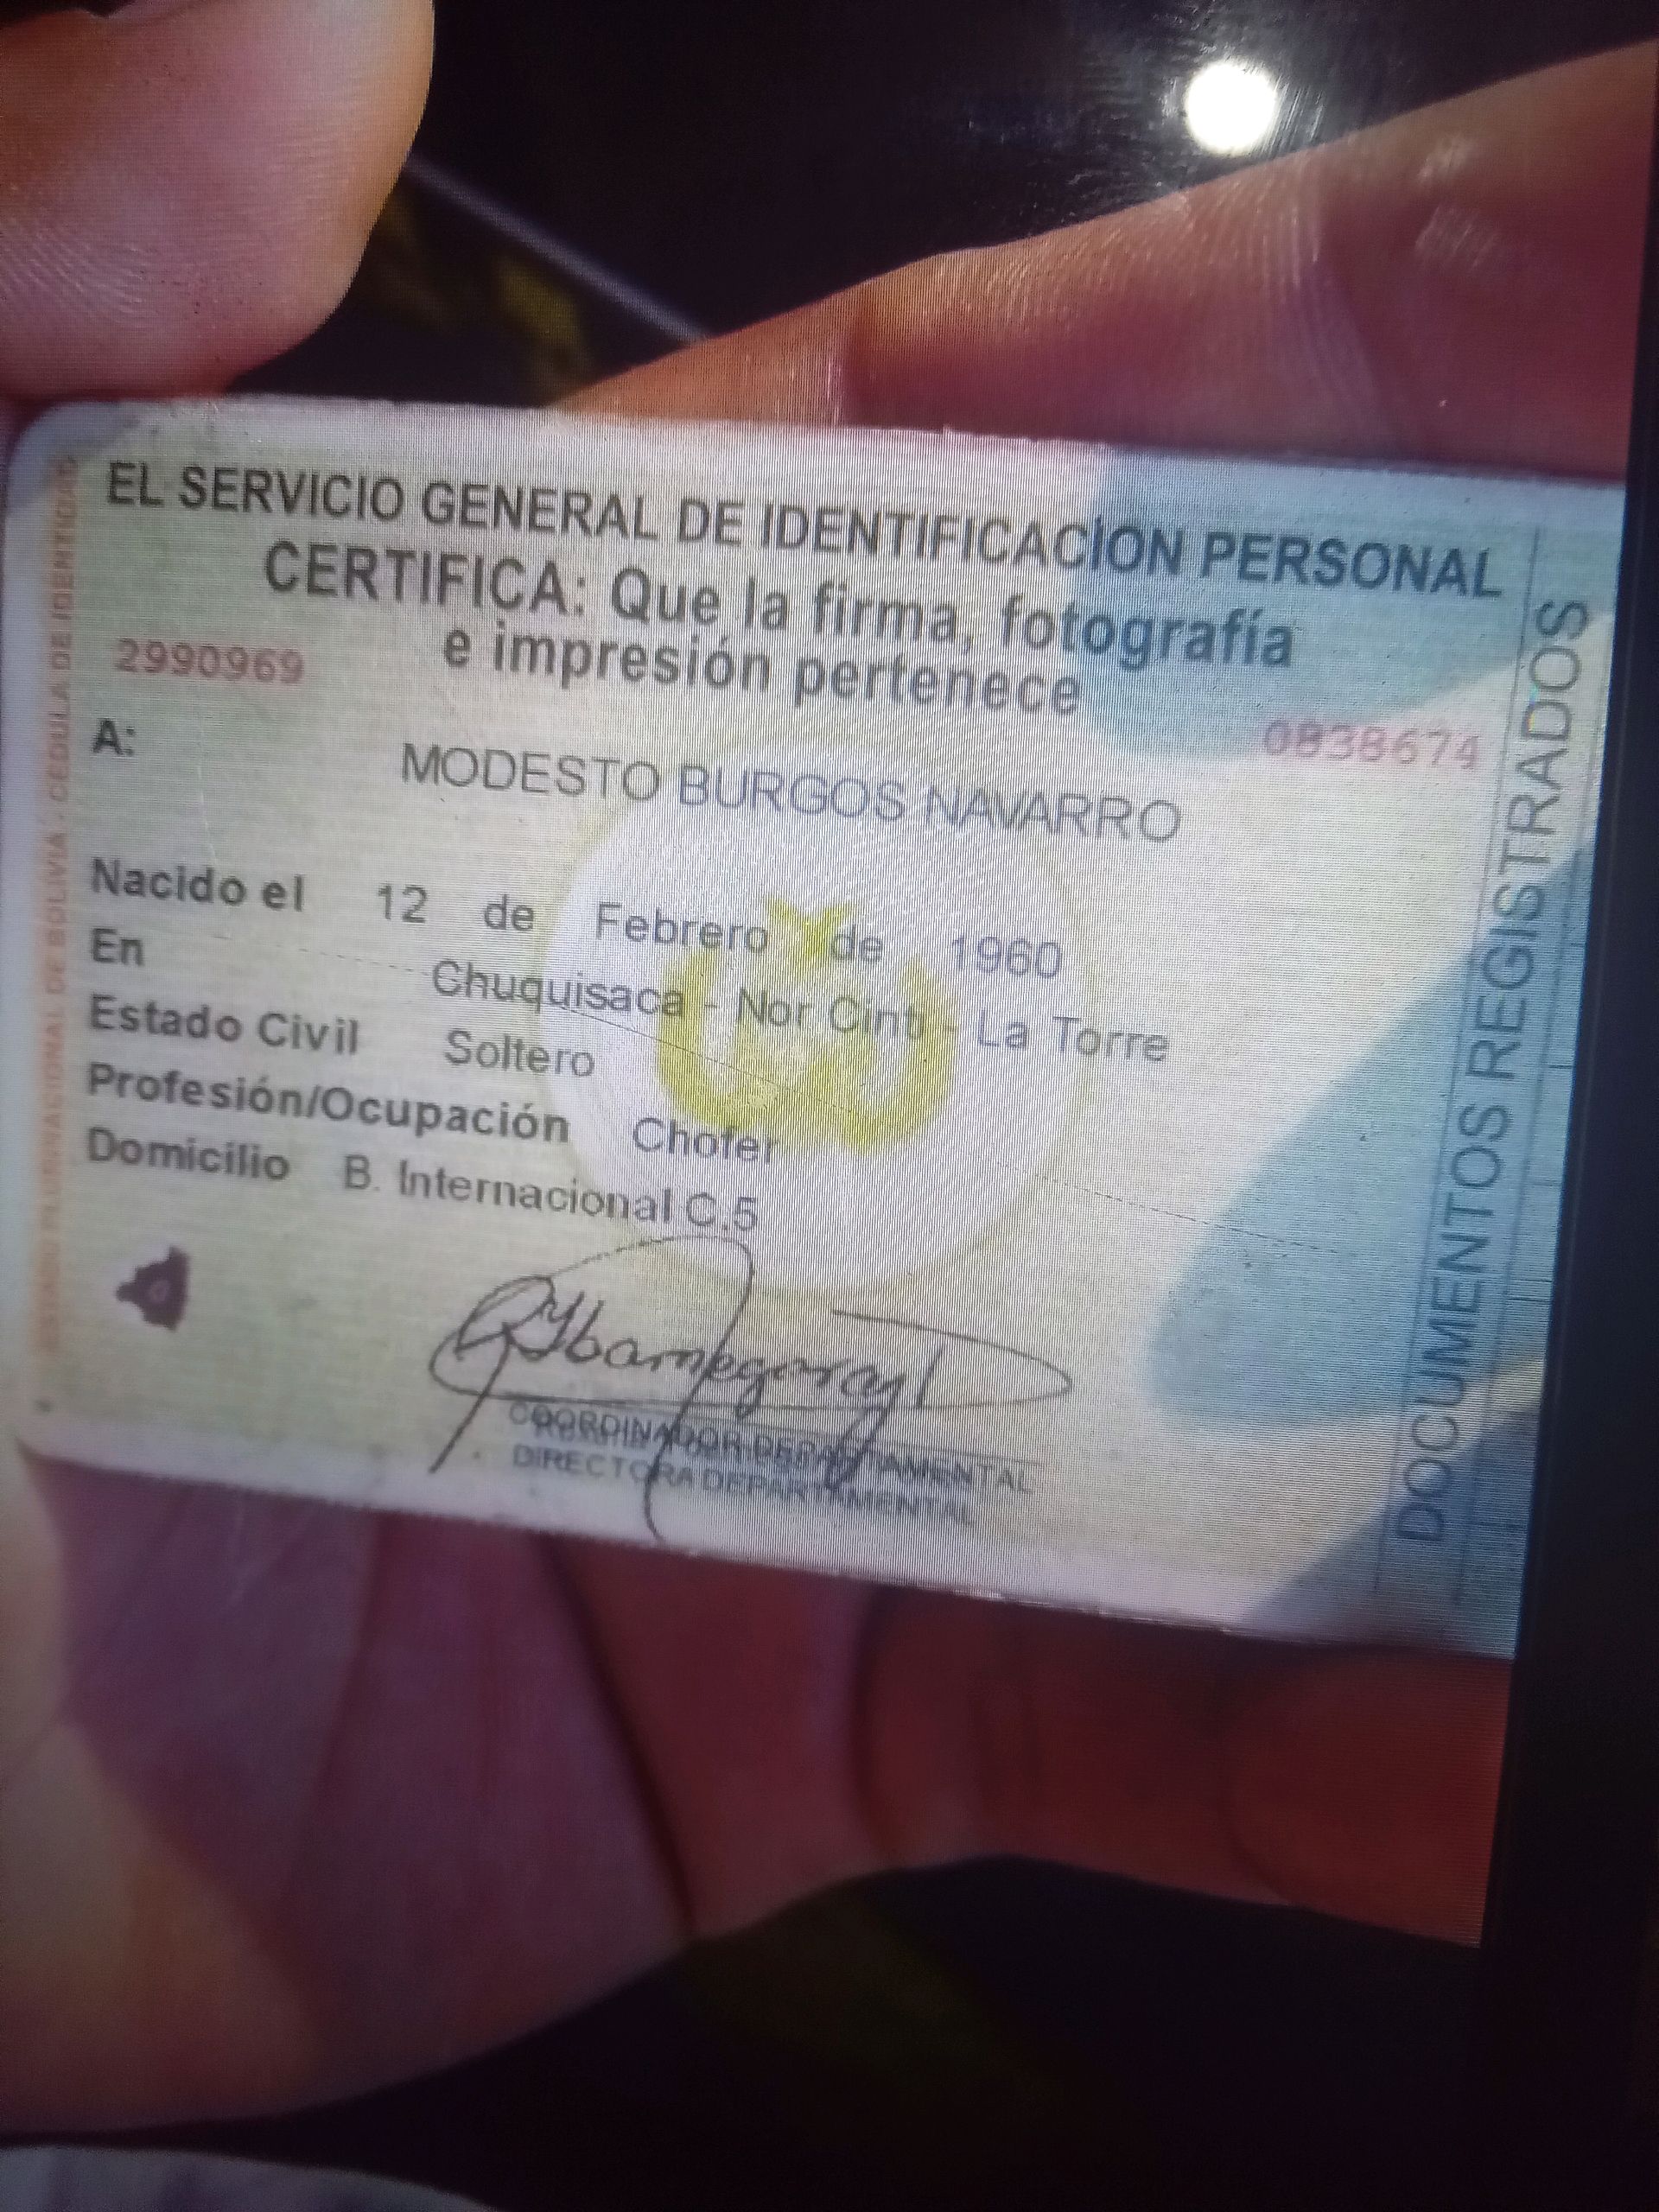 EL SERVICIO GENERAL DE IDENTIFICACIÓN PERSONAL
CERTIFICA: Que la firma, fotografía
e impresión pertenece
2990969
0838674
A:
MODESTO BURGOS NAVARRO
Nacido el 12 de Febrero de 1960
En Chuquisaca - Nor Cinti - La Torre
Estado Civil Soltero
Profesión/Ocupación Chofer
Domicilio B. Internacional C.5
COORDINADOR DEPARTAMENTAL
DIRECTORA DEPARTAMENTAL
DOCUMENTOS REGISTRADOS
ESTADO PLURINACIONAL DE BOLIVIA - CEDULA DE IDENTIDAD